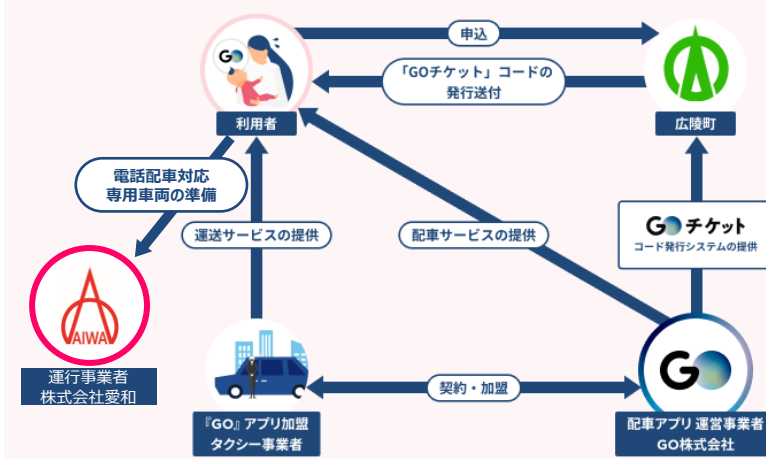 申込
GO
「GOチケット」コードの
発行送付
利用者
広陵町
電話配車対応
専用車両の準備
運送サービスの提供
配車サービスの提供
GOチケット
コード発行システムの提供
AIWA
運行事業者
株式会社愛和
契約・加盟
GO
『GO』アプリ加盟
タクシー事業者
配車アプリ 運営事業者
GO株式会社